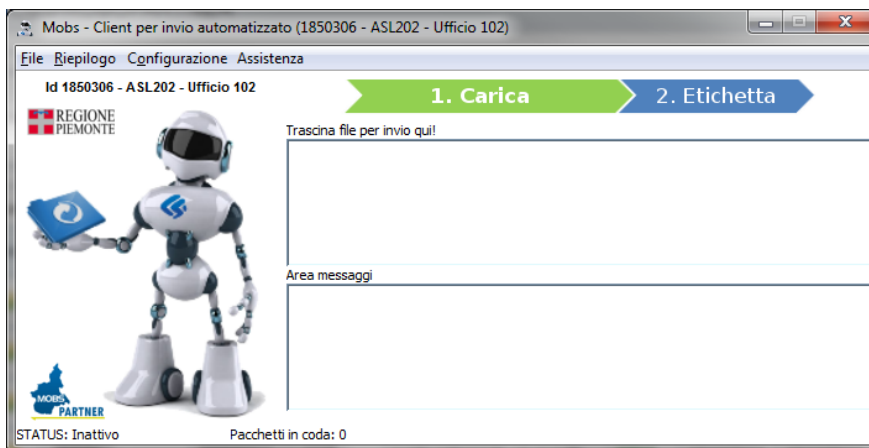 Mobs - Client per invio automatizzato (1850306 - ASL202 - Ufficio 102)
File Riepilogo Configurazione Assistenza
Id 1850306 - ASL202 - Ufficio 102
1. Carica
2. Etichetta
REGIONE
PIEMONTE
Trascina file per invio qui!
Area messaggi
MOBS
PARTNER
STATUS: Inattivo
Pacchetti in coda: 0